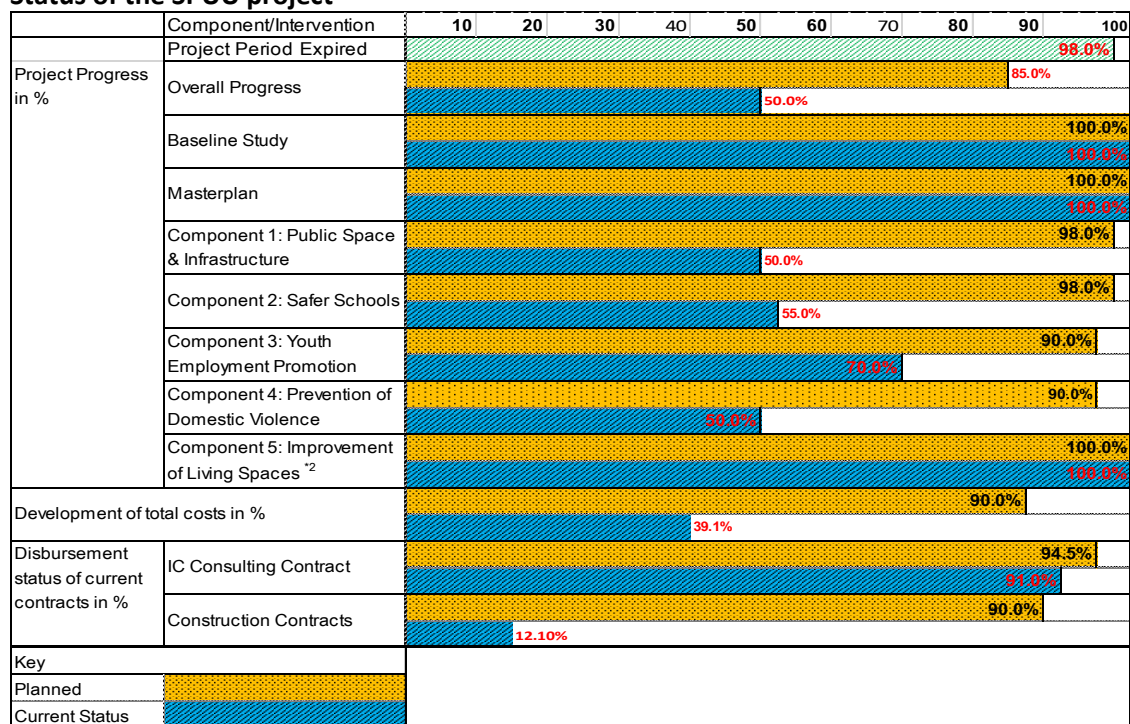 Component/Intervention 10 20 30 40 50 60 70 80 90 100
Project Period Expired 98.0%
Project Progress
in %
Overall Progress 85.0%
50.0%
Baseline Study 100.0%
100.0%
Masterplan 100.0%
100.0%
Component 1: Public Space
& Infrastructure
98.0%
50.0%
Component 2: Safer Schools 98.0%
55.0%
Component 3: Youth
Employment Promotion
90.0%
70.0%
Component 4: Prevention of
Domestic Violence
90.0%
50.0%
Component 5: Improvement
of Living Spaces *2
100.0%
100.0%
Development of total costs in % 90.0%
39.1%
Disbursement
status of current
contracts in %
IC Consulting Contract 94.5%
91.0%
Construction Contracts 90.0%
12.10%
Key
Planned
Current Status